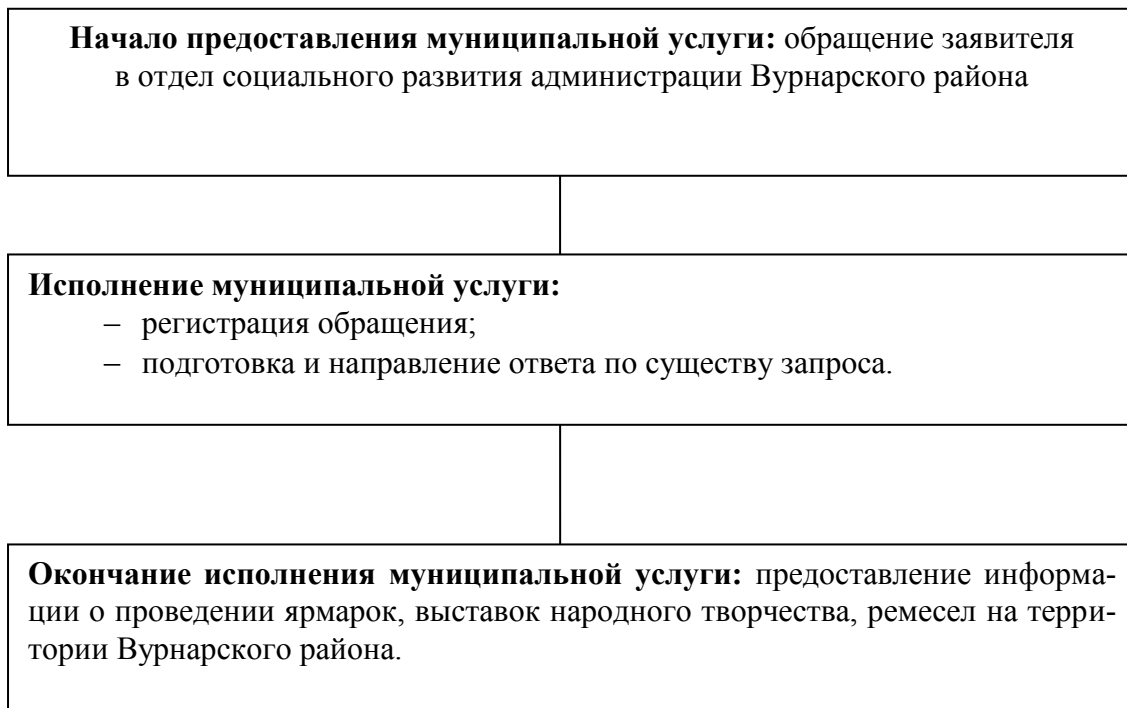 Начало предоставления муниципальной услуги: обращение заявителя
в отдел социального развития администрации Вурнарского района
Исполнение муниципальной услуги:
– регистрация обращения;
– подготовка и направление ответа по существу запроса.
Окончание исполнения муниципальной услуги: предоставление информа-
ции о проведении ярмарок, выставок народного творчества, ремесел на терри-
тории Вурнарского района.